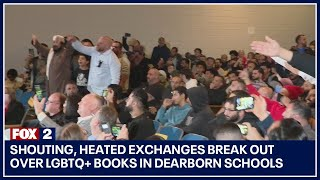 FOX 2
SHOUTING, HEATED EXCHANGES BREAK OUT
OVER LGBTQ+ BOOKS IN DEARBORN SCHOOLS